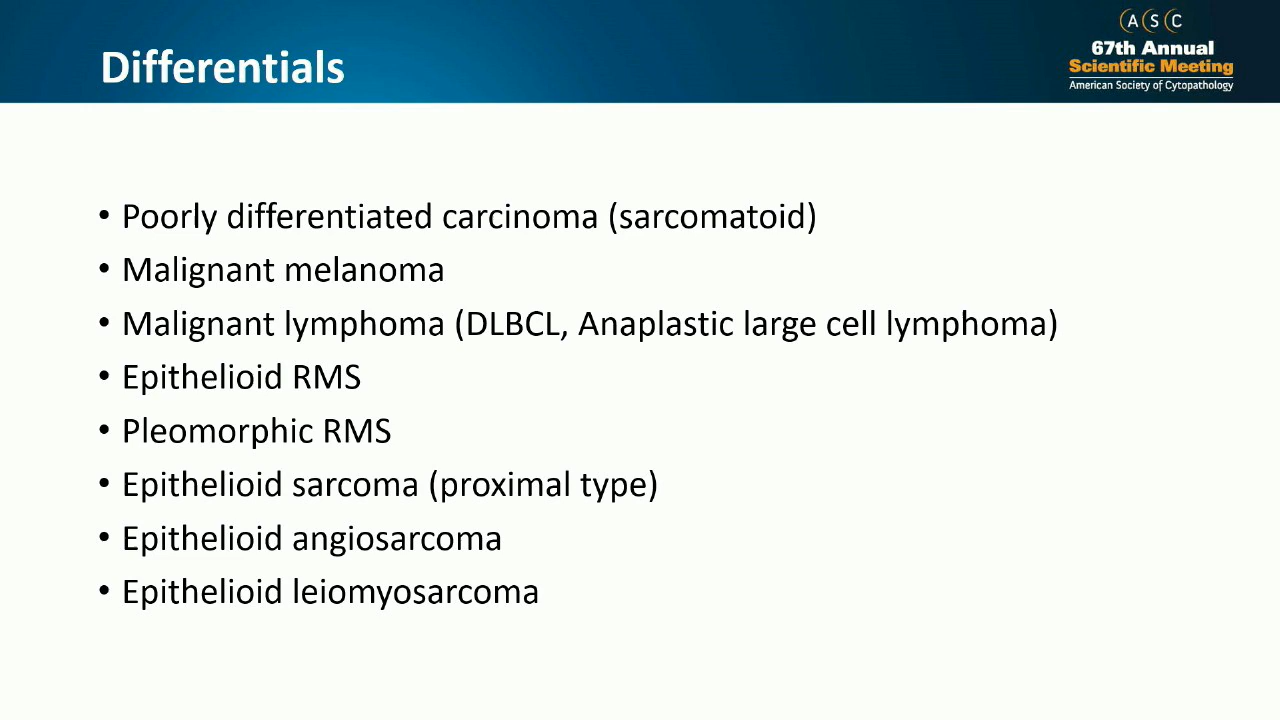 Differentials
(A(S(C
67th Annual
Scientific Meeting
American Society of Cytopathology
• Poorly differentiated carcinoma (sarcomatoid)
• Malignant melanoma
• Malignant lymphoma (DLBCL, Anaplastic large cell lymphoma)
• Epithelioid RMS
• Pleomorphic RMS
• Epithelioid sarcoma (proximal type)
• Epithelioid angiosarcoma
• Epithelioid leiomyosarcoma